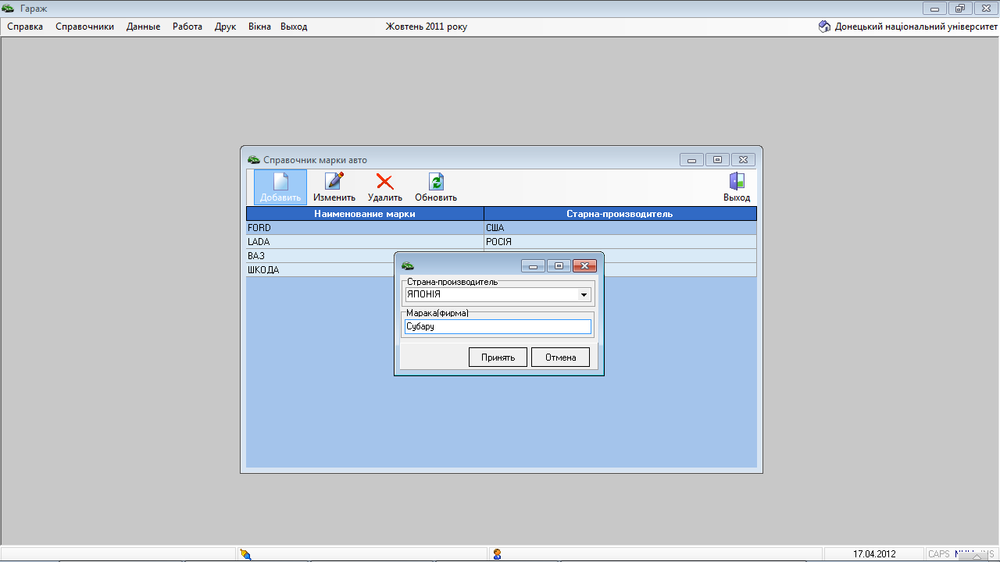 Гараж
Справка Справочники Данные Работа Друк Вікна Выход Жовтень 2011 року Донецький національний університет
Справочник марки авто
Добавить Изменить Удалить Обновить Выход
Наименование марки Старна-производитель
FORD США
LADA РОСІЯ
ВАЗ
ШКОДА
Страна-производитель
ЯПОНІЯ
Марака(фирма)
Субару
Принять Отмена
17.04.2012 CAPS